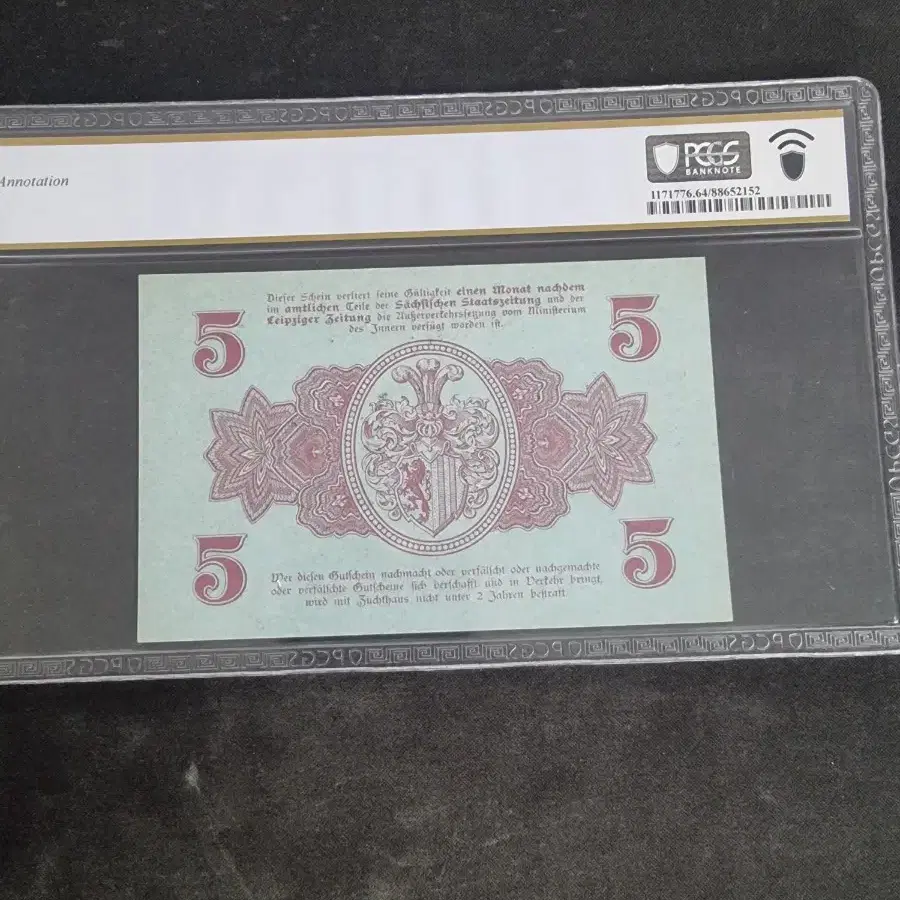 Annotation
PCGS
BANKNOTE
1171776.64/88652152
Dieser Schein verliert seine Gültigkeit einen Monat nachdem
im amtlichen Teile der Sächsischen Staatszeitung und der
Leipziger Zeitung die Außerverkehrssetzung vom Ministerium
des Innern verfügt worden ist.
5
5
5
5
Wer diesen Gutschein nachmacht oder verfälscht oder nachgemachte
oder verfälschte Gutscheine sich verschafft und in Verkehr bringt,
wird mit Zuchthaus nicht unter 2 Jahren bestraft.